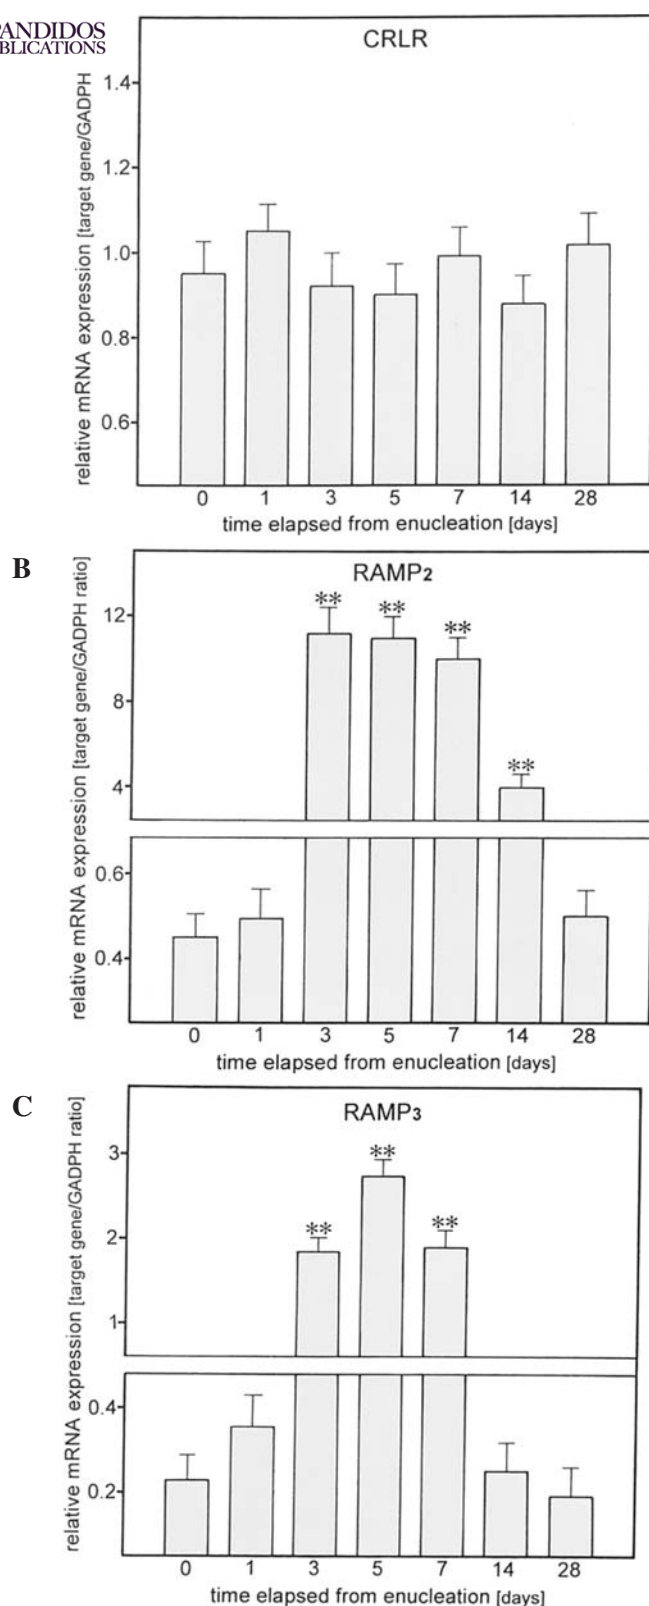 PANDIDOS
BLICATIONS
CRLR
relative mRNA expression [target gene/GADPH
1.4
1.2
1.0
0.8
0.6
0 1 3 5 7 14 28
time elapsed from enucleation [days]
B
RAMP2
relative mRNA expression [target gene/GADPH ratio]
** ** ** **
12
8
4
0.6
0.4
0 1 3 5 7 14 28
time elapsed from enucleation [days]
C
RAMP3
relative mRNA expression [target gene/GADPH ratio]
** ** **
3
2
1
0.4
0.2
0 1 3 5 7 14 28
time elapsed from enucleation [days]